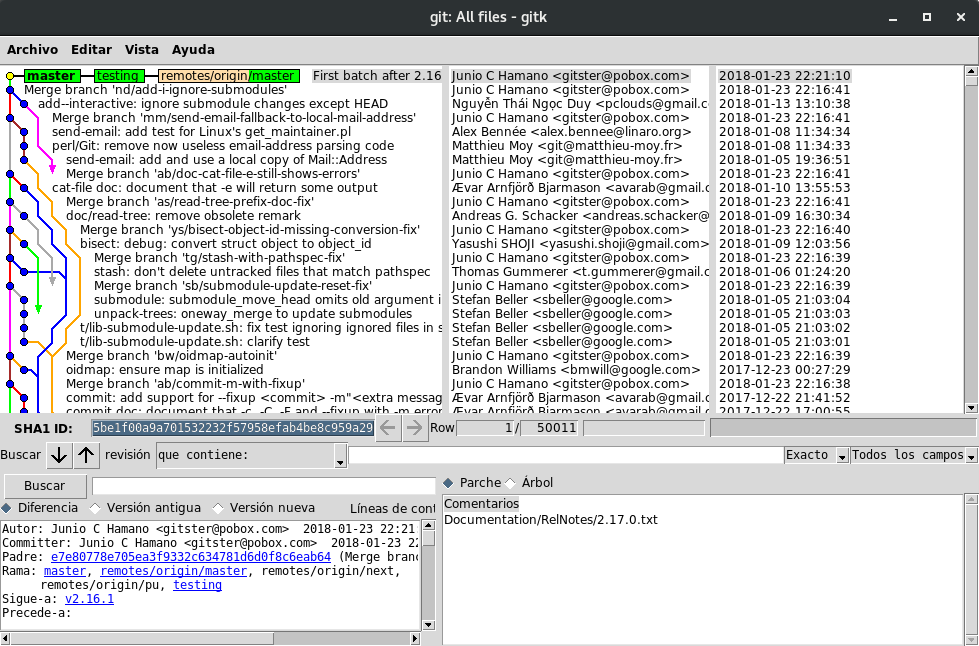 git: All files - gitk
Archivo Editar Vista Ayuda
master testing remotes/origin/master First batch after 2.16 Junio C Hamano <gitster@pobox.com> 2018-01-23 22:21:10
Merge branch 'nd/add-i-ignore-submodules' Junio C Hamano <gitster@pobox.com> 2018-01-23 22:16:41
add--interactive: ignore submodule changes except HEAD Nguyễn Thái Ngọc Duy <pclouds@gmail.c 2018-01-13 13:10:38
Merge branch 'mm/send-email-fallback-to-local-mail-address' Junio C Hamano <gitster@pobox.com> 2018-01-23 22:16:41
send-email: add test for Linux's get_maintainer.pl Alex Bennée <alex.bennee@linaro.org> 2018-01-08 11:34:34
perl/Git: remove now useless email-address parsing code Matthieu Moy <git@matthieu-moy.fr> 2018-01-08 11:34:33
send-email: add and use a local copy of Mail::Address Matthieu Moy <git@matthieu-moy.fr> 2018-01-05 19:36:51
Merge branch 'ab/doc-cat-file-e-still-shows-errors' Junio C Hamano <gitster@pobox.com> 2018-01-23 22:16:41
cat-file doc: document that -e will return some output Ævar Arnfjörð Bjarmason <avarab@gmail.c 2018-01-10 13:55:53
Merge branch 'as/read-tree-prefix-doc-fix' Junio C Hamano <gitster@pobox.com> 2018-01-23 22:16:41
doc/read-tree: remove obsolete remark Andreas G. Schacker <andreas.schacker@ 2018-01-09 16:30:34
Merge branch 'ys/bisect-object-id-missing-conversion-fix' Junio C Hamano <gitster@pobox.com> 2018-01-23 22:16:40
bisect: debug: convert struct object to object_id Yasushi SHOJI <yasushi.shoji@gmail.com> 2018-01-09 12:03:56
Merge branch 'tg/stash-with-pathspec-fix' Junio C Hamano <gitster@pobox.com> 2018-01-23 22:16:39
stash: don't delete untracked files that match pathspec Thomas Gummerer <t.gummerer@gmail.com> 2018-01-06 01:24:20
Merge branch 'sb/submodule-update-reset-fix' Junio C Hamano <gitster@pobox.com> 2018-01-23 22:16:39
submodule: submodule_move_head omits old argument i Stefan Beller <sbeller@google.com> 2018-01-05 21:03:04
unpack-trees: oneway_merge to update submodules Stefan Beller <sbeller@google.com> 2018-01-05 21:03:03
t/lib-submodule-update.sh: fix test ignoring ignored files in s Stefan Beller <sbeller@google.com> 2018-01-05 21:03:02
t/lib-submodule-update.sh: clarify test Stefan Beller <sbeller@google.com> 2018-01-05 21:03:01
Merge branch 'bw/oidmap-autoinit' Junio C Hamano <gitster@pobox.com> 2018-01-23 22:16:39
oidmap: ensure map is initialized Brandon Williams <bmwill@google.com> 2017-12-23 00:27:29
Merge branch 'ab/commit-m-with-fixup' Junio C Hamano <gitster@pobox.com> 2018-01-23 22:16:38
commit: add support for --fixup <commit> -m"<extra messag Ævar Arnfjörð Bjarmason <avarab@gmail.c 2017-12-22 21:41:52
commit doc: document that -c, -C, -F and --fixup with -m error Ævar Arnfjörð Bjarmason <avarab@gmail.c 2017-12-22 17:00:55
SHA1 ID: 5be1f00a9a701532232f57958efab4be8c959a29 Row 1 / 50011
Buscar revisión que contiene: Exacto Todos los campos
Buscar
Parche Árbol
Diferencia Versión antigua Versión nueva Líneas de cont
Comentarios
Documentation/RelNotes/2.17.0.txt
Autor: Junio C Hamano <gitster@pobox.com> 2018-01-23 22:21
Committer: Junio C Hamano <gitster@pobox.com> 2018-01-23 22
Padre: e7e80778e705ea3f9332c634781d6d0f8c6eab64 (Merge branc
Rama: master, remotes/origin/master, remotes/origin/next,
remotes/origin/pu, testing
Sigue-a: v2.16.1
Precede-a: